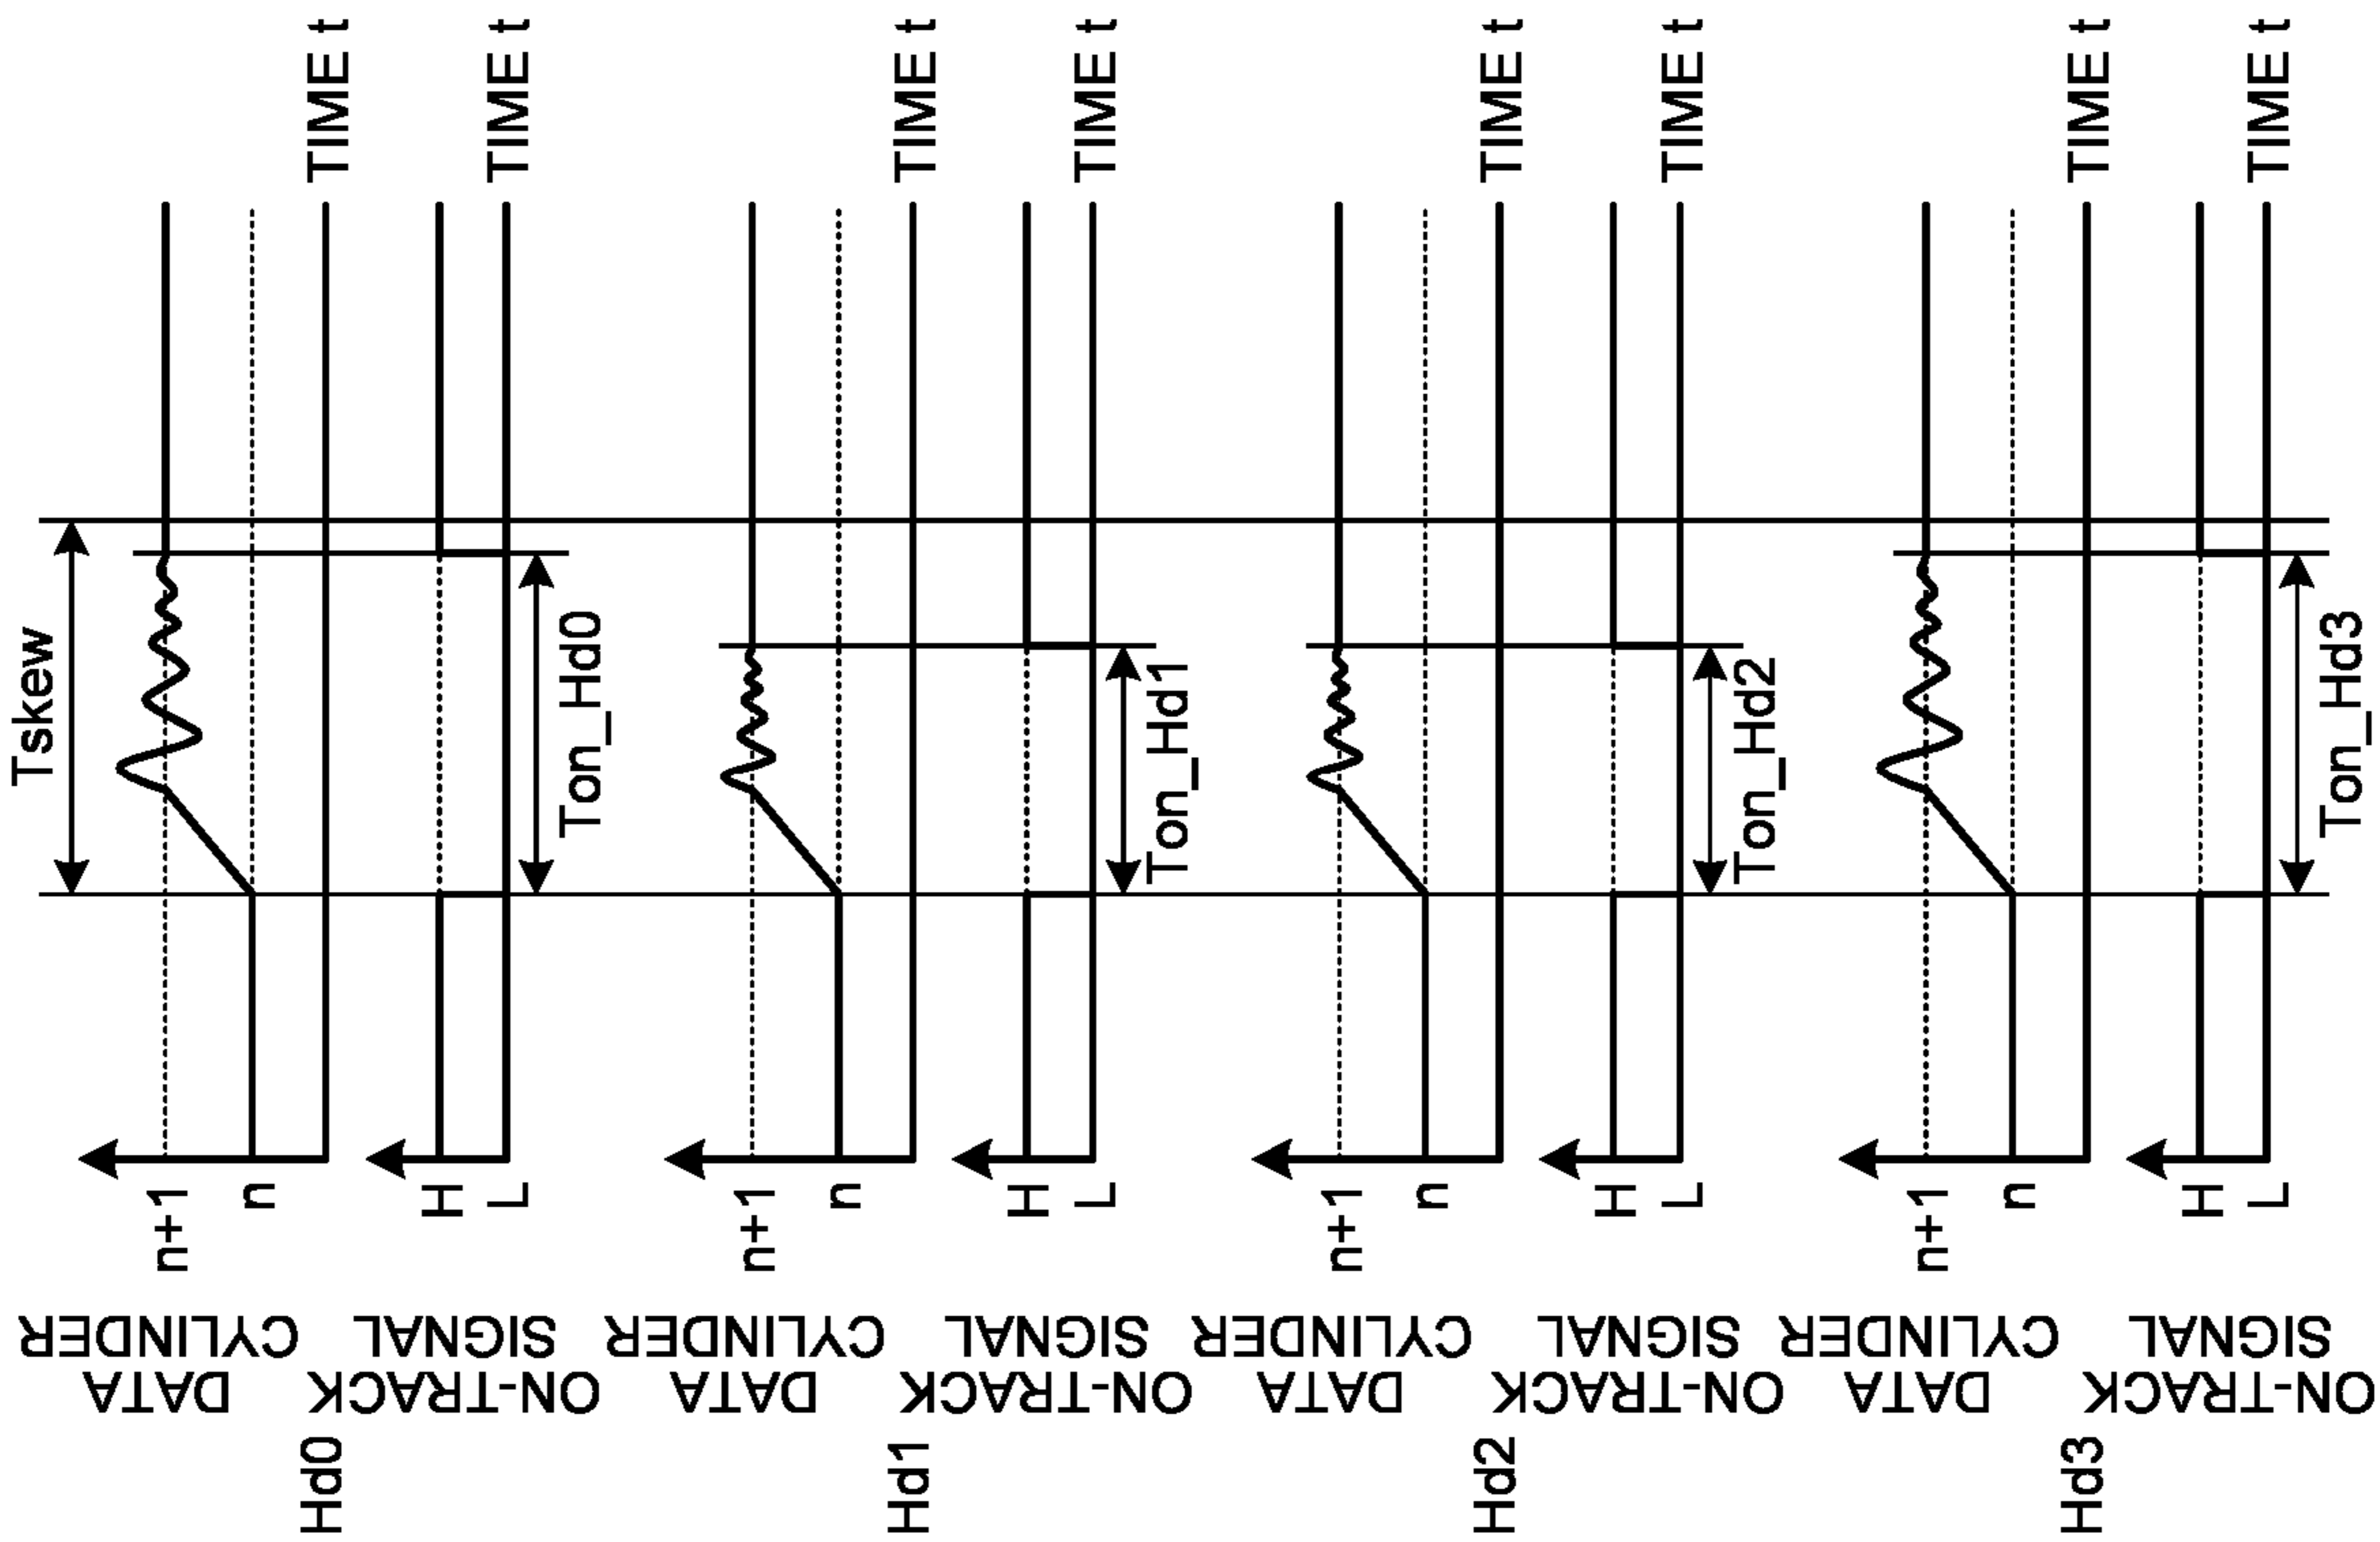 Tskew
Hd0
DATA
CYLINDER
n+1
n
TIME t
ON-TRACK
SIGNAL
H
L
TIME t
Ton_Hd0
Hd1
DATA
CYLINDER
n+1
n
TIME t
ON-TRACK
SIGNAL
H
L
TIME t
Ton_Hd1
Hd2
DATA
CYLINDER
n+1
n
TIME t
ON-TRACK
SIGNAL
H
L
TIME t
Ton_Hd2
Hd3
DATA
CYLINDER
n+1
n
TIME t
ON-TRACK
SIGNAL
H
L
TIME t
Ton_Hd3